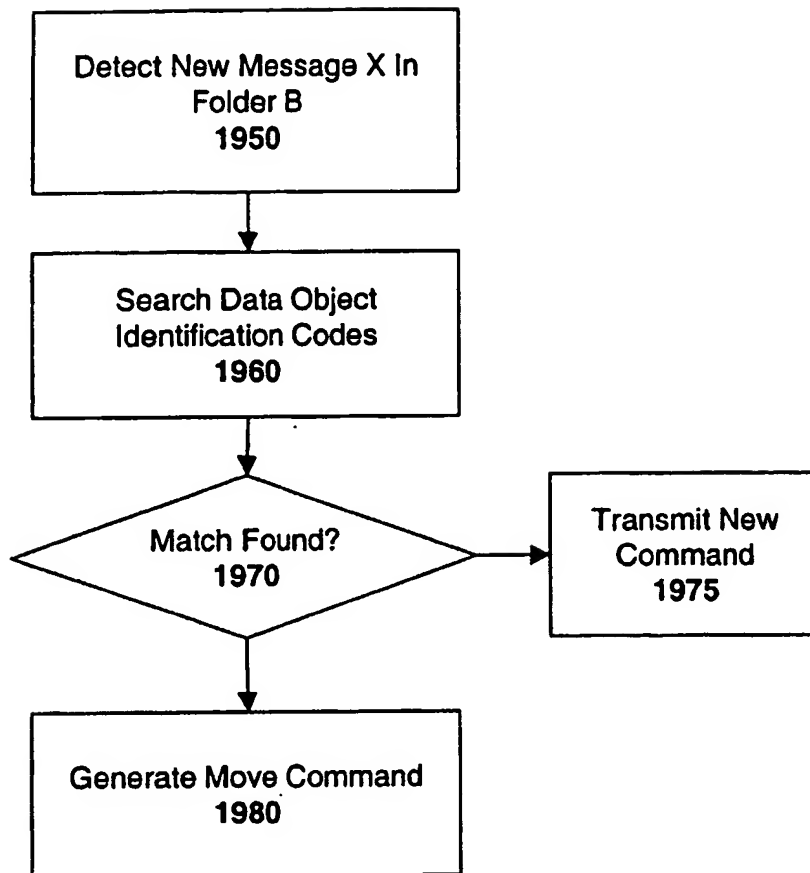 Detect New Message X in
Folder B
1950
Search Data Object
Identification Codes
1960
Match Found?
1970
Transmit New
Command
1975
Generate Move Command
1980